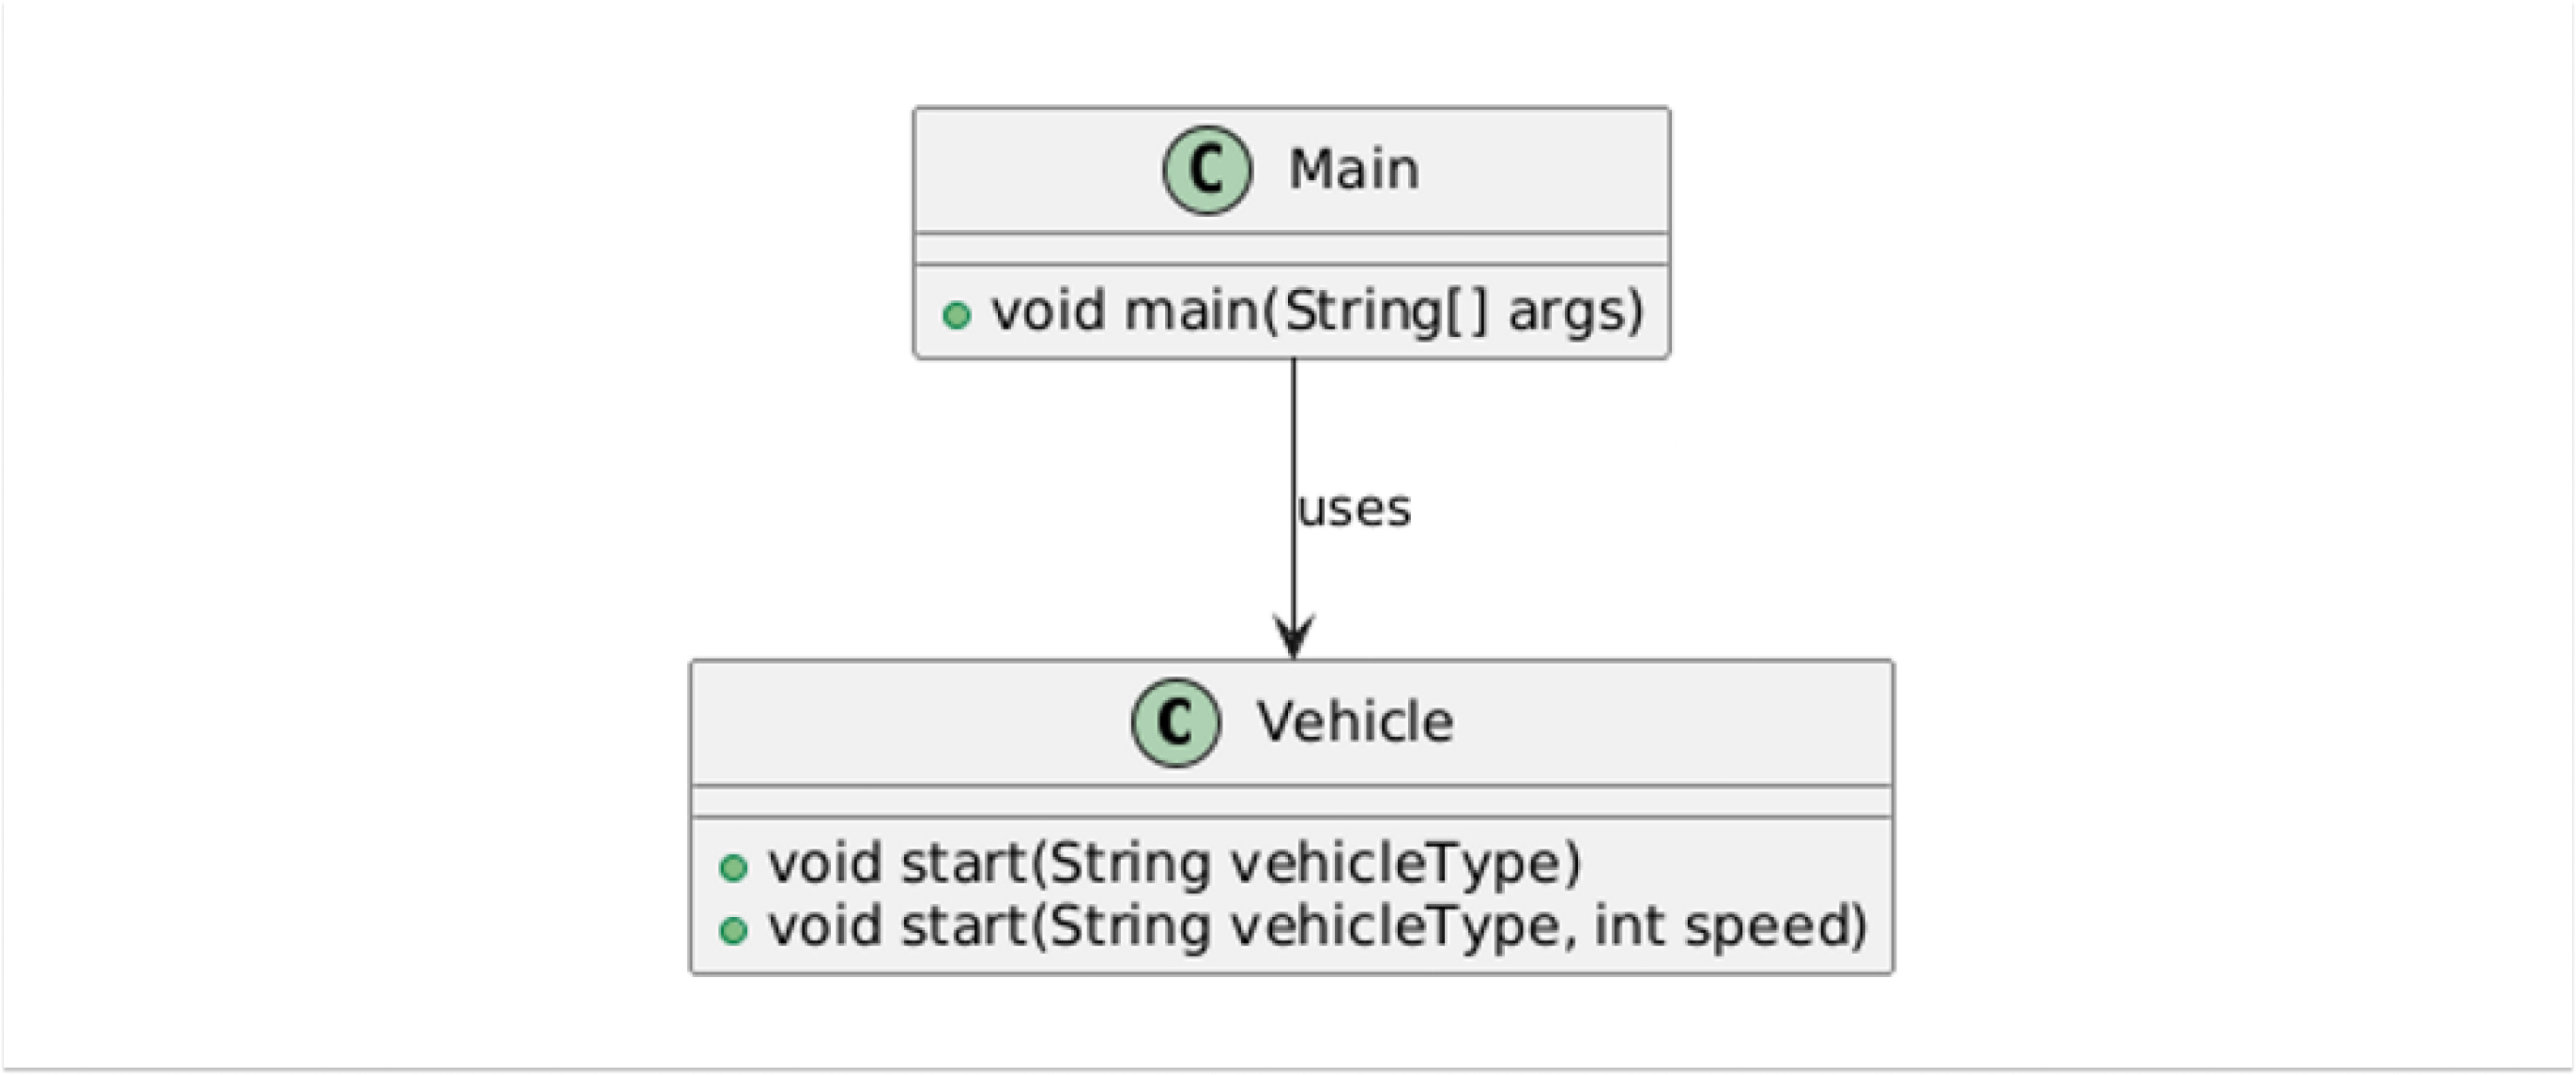 C Main
void main(String[] args)
uses
C Vehicle
void start(String vehicleType)
void start(String vehicleType, int speed)